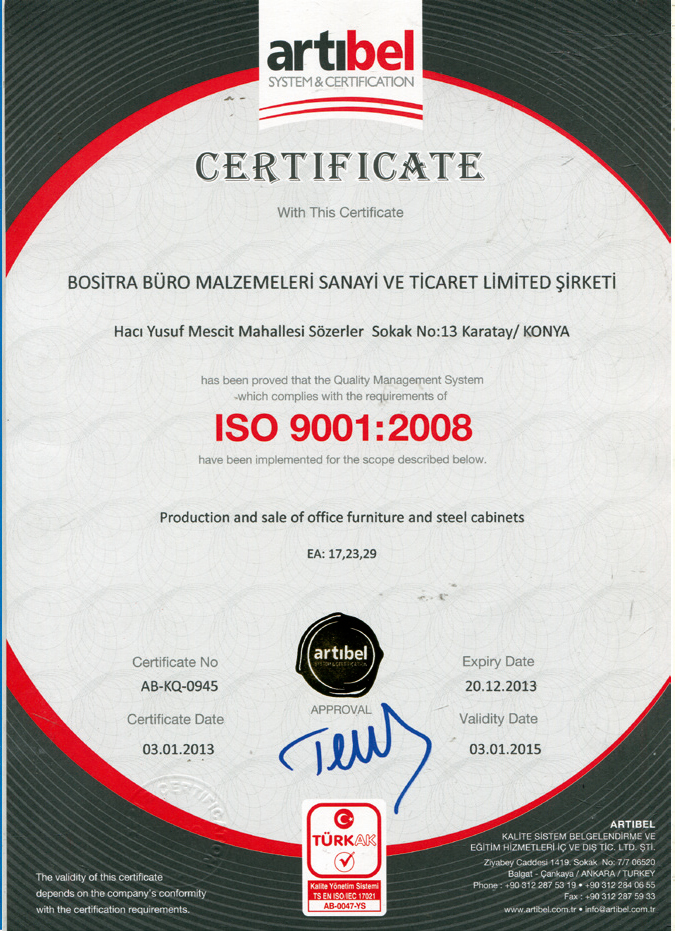 artıbel
SYSTEM & CERTIFICATION
CERTIFICATE
With This Certificate
BOSİTRA BÜRO MALZEMELERİ SANAYİ VE TİCARET LİMİTED ŞİRKETİ
Hacı Yusuf Mescit Mahallesi Sözerler Sokak No:13 Karatay/ KONYA
has been proved that the Quality Management System
-which complies with the requirements of
ISO 9001:2008
have been implemented for the scope described below.
Production and sale of office furniture and steel cabinets
EA: 17,23,29
Certificate No
AB-KQ-0945
Certificate Date
03.01.2013
artıbel
SYSTEM & CERTIFICATION
APPROVAL
Expiry Date
20.12.2013
Validity Date
03.01.2015
CERTIFIC
TÜRKAK
Kalite Yönetim Sistemi
TS EN ISO/IEC 17021
AB-0047-YS
The validity of this certificate
depends on the company's conformity
with the certification requirements.
ARTIBEL
KALİTE SİSTEM BELGELENDİRME VE
EĞİTİM HİZMETLERİ İÇ VE DIŞ TİC. LTD. ŞTİ.
Ziyabey Caddesi 1419. Sokak. No: 7/7 06520
Balgat - Çankaya / ANKARA / TURKEY
Phone : +90 312 287 53 19 • +90 312 284 06 55
Fax : +90 312 287 59 33
www.artibel.com.tr • info@artibel.com.tr